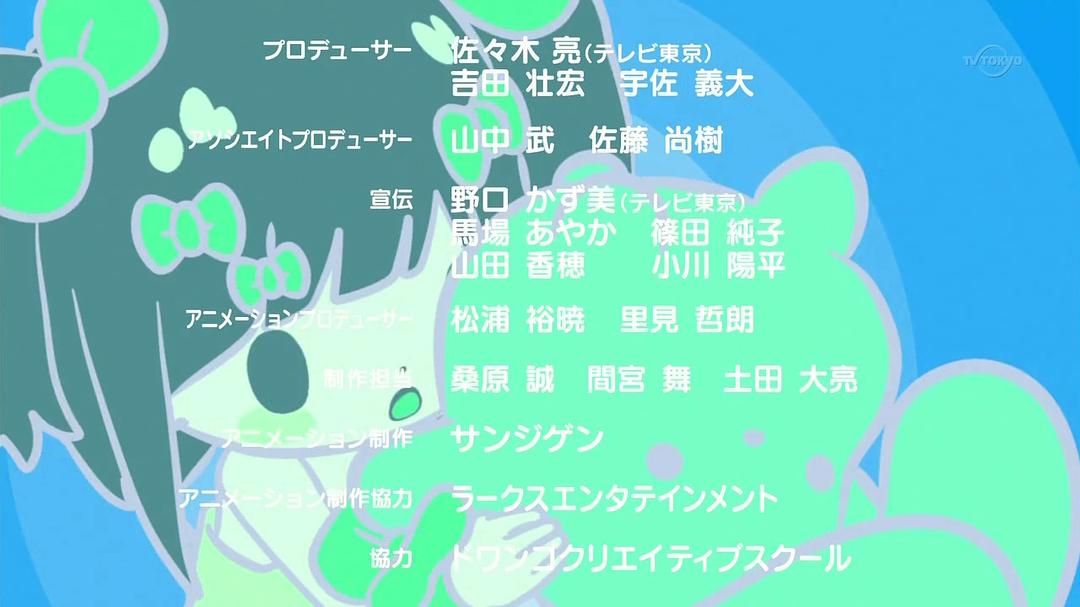 プロデューサー 佐々木 亮(テレビ東京)
吉田 壮宏 宇佐 義大
TV TOKYO
アソシエイトプロデューサー 山中 武 佐藤 尚樹
宣伝 野口 かず美(テレビ東京)
馬場 あやか 篠田 純子
山田 香穂 小川 陽平
アニメーションプロデューサー 松浦 裕暁 里見 哲朗
制作担当 桑原 誠 間宮 舞 土田 大亮
アニメーション制作 サンジゲン
アニメーション制作協力 ラークスエンタテインメント
協力 ドワンゴクリエイティブスクール